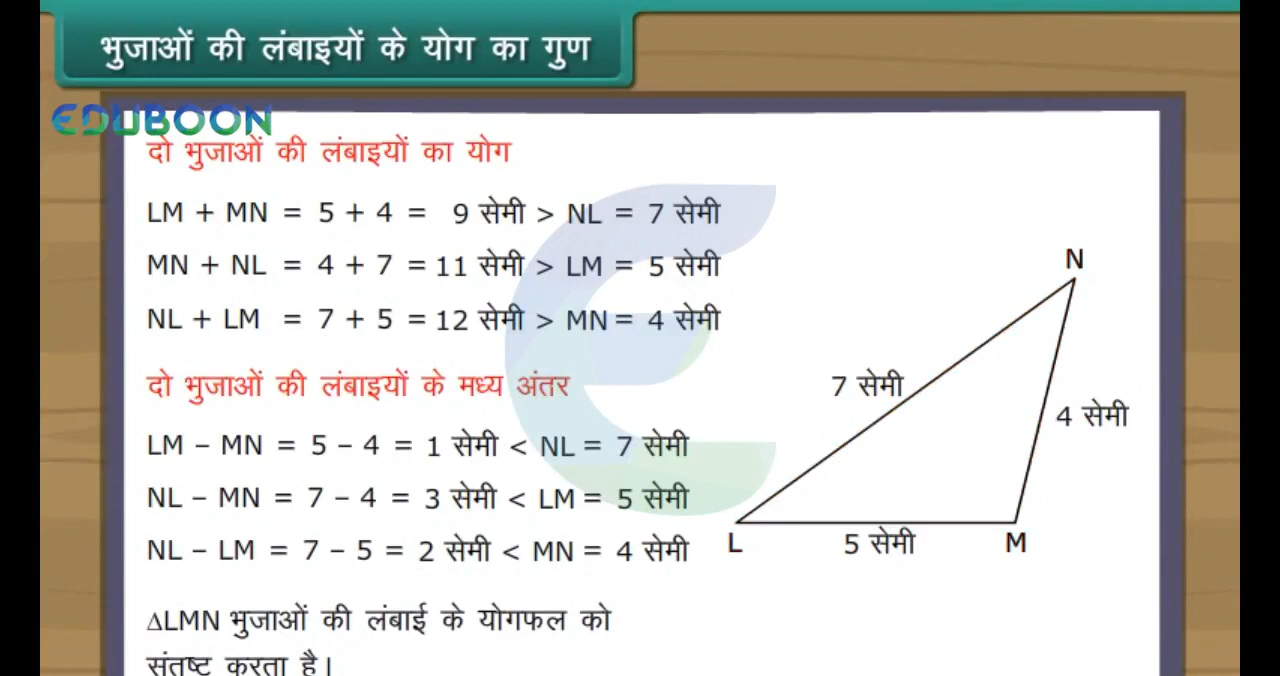 भुजाओं की लंबाइयों के योग का गुण
EDUBOON
दो भुजाओं की लंबाइयों का योग
LM + MN = 5 + 4 = 9 सेमी > NL = 7 सेमी
MN + NL = 4 + 7 = 11 सेमी > LM = 5 सेमी
NL + LM = 7 + 5 = 12 सेमी > MN = 4 सेमी
दो भुजाओं की लंबाइयों के मध्य अंतर
LM – MN = 5 – 4 = 1 सेमी < NL = 7 सेमी
NL – MN = 7 – 4 = 3 सेमी < LM = 5 सेमी
NL – LM = 7 – 5 = 2 सेमी < MN = 4 सेमी
∆LMN भुजाओं की लंबाई के योगफल को
संतुष्ट करता है।
N
7 सेमी
4 सेमी
L
5 सेमी
M